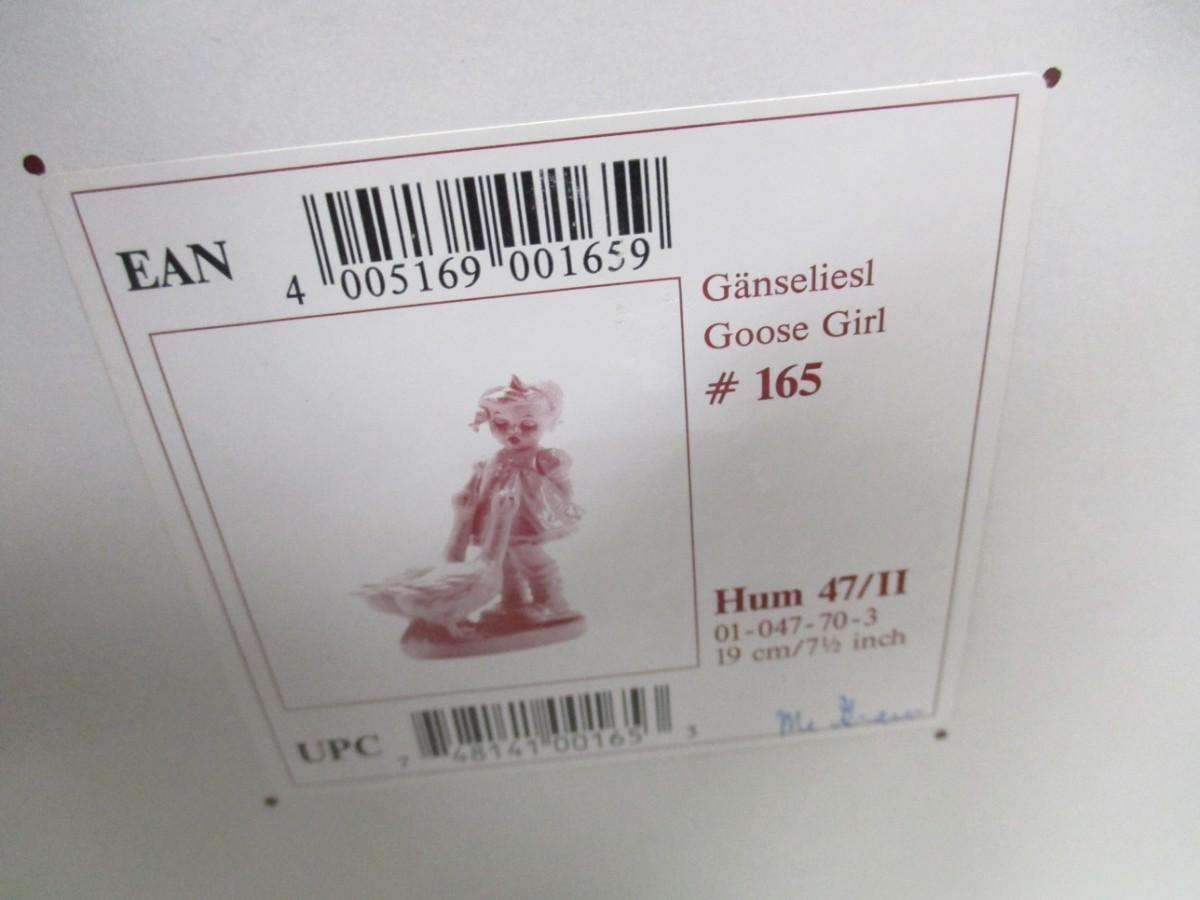 EAN
4 005169 001659
Gänseliesl
Goose Girl
# 165
Hum 47/II
01-047-70-3
19 cm/7½ inch
UPC
7 48141 00165 3